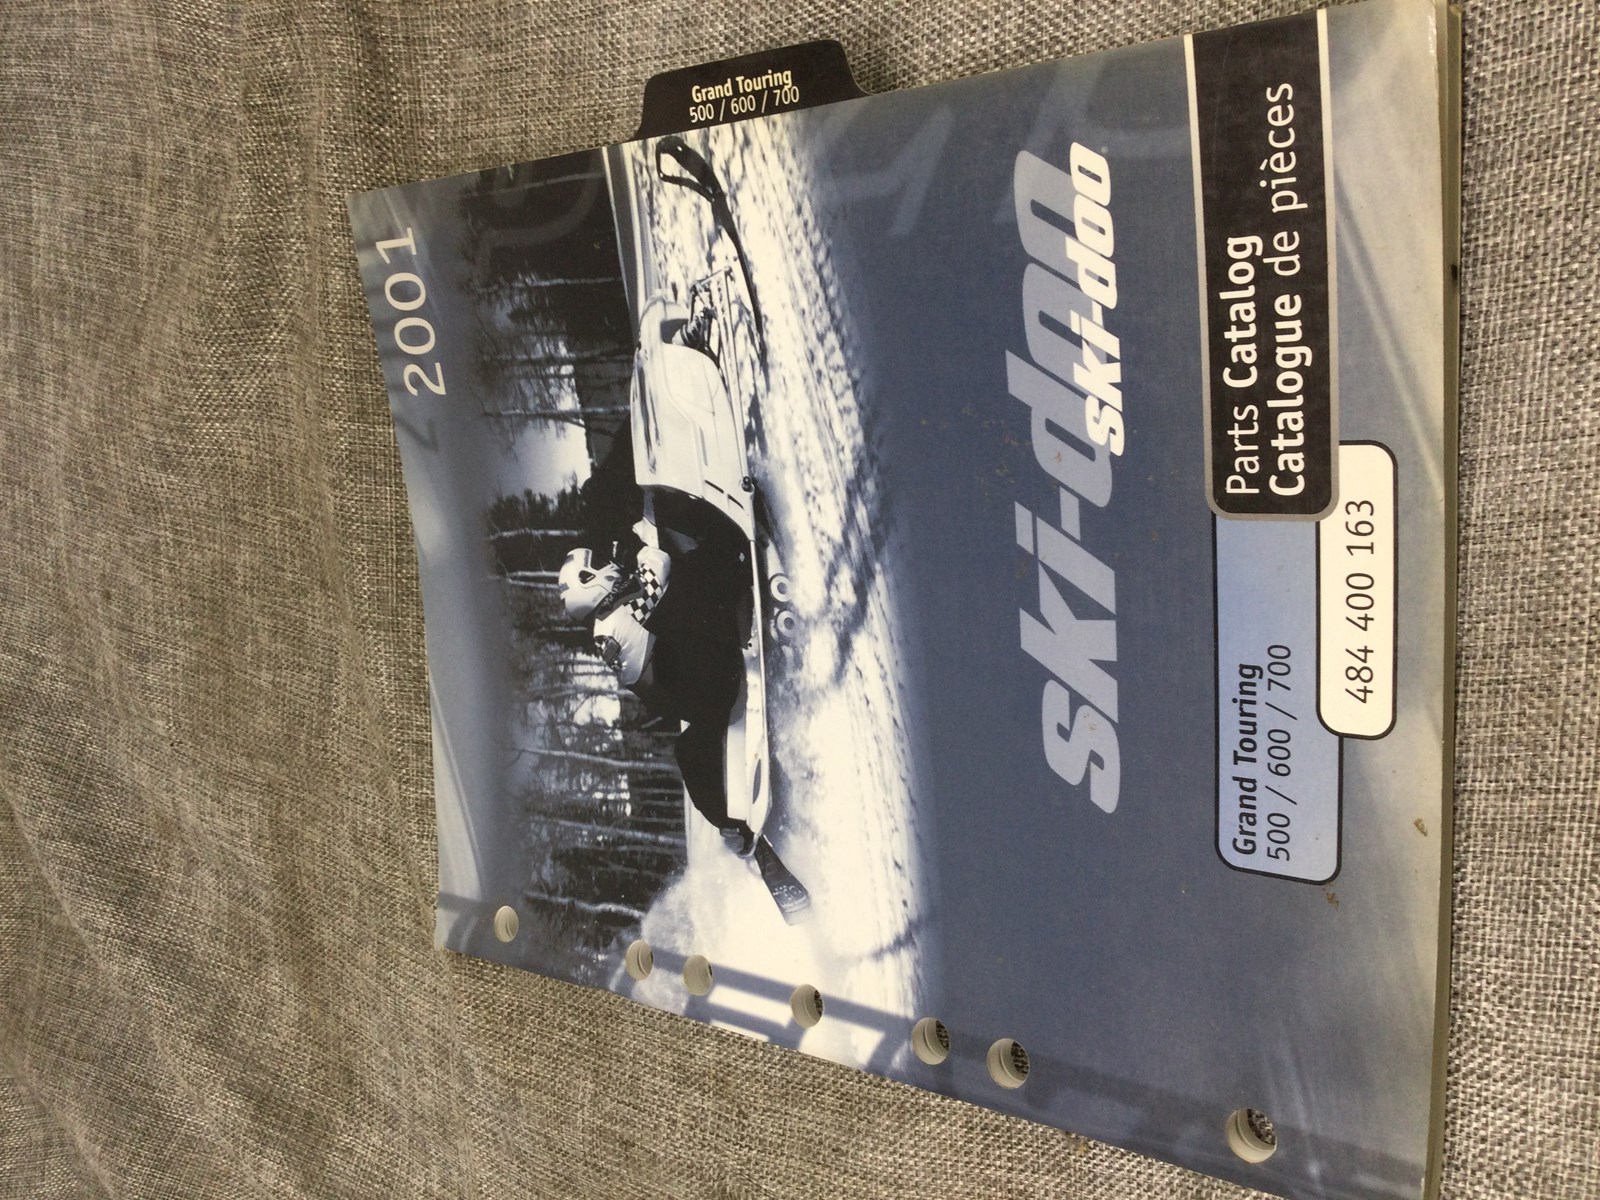 Grand Touring
500 / 600 / 700
2001
ski-doo
ski-doo
Parts Catalog
Catalogue de pièces
Grand Touring
500 / 600 / 700
484 400 163